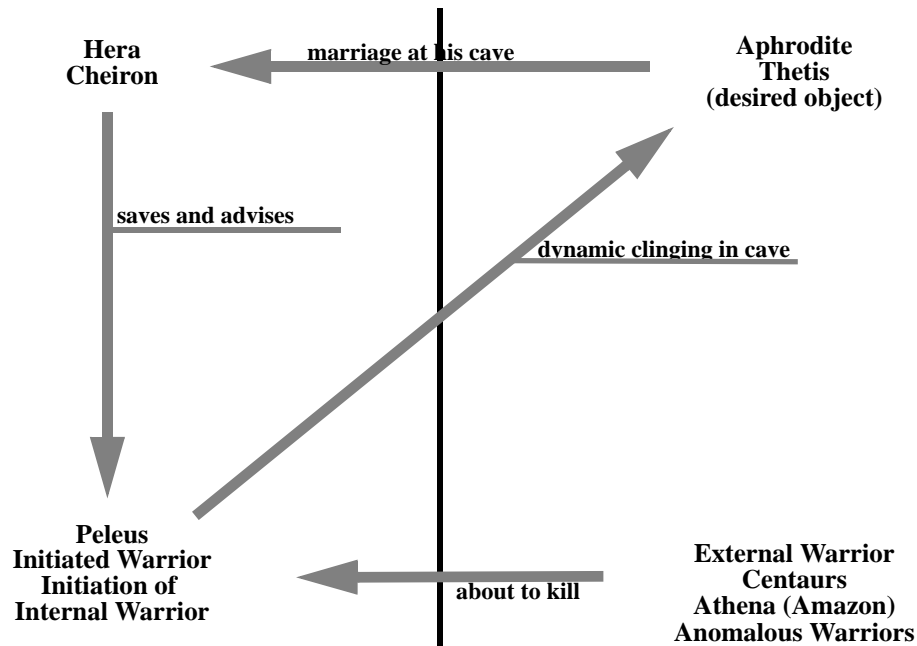 Hera
Cheiron
marriage at his cave
Aphrodite
Thetis
(desired object)
saves and advises
dynamic clinging in cave
Peleus
Initiated Warrior
Initiation of
Internal Warrior
about to kill
External Warrior
Centaurs
Athena (Amazon)
Anomalous Warriors